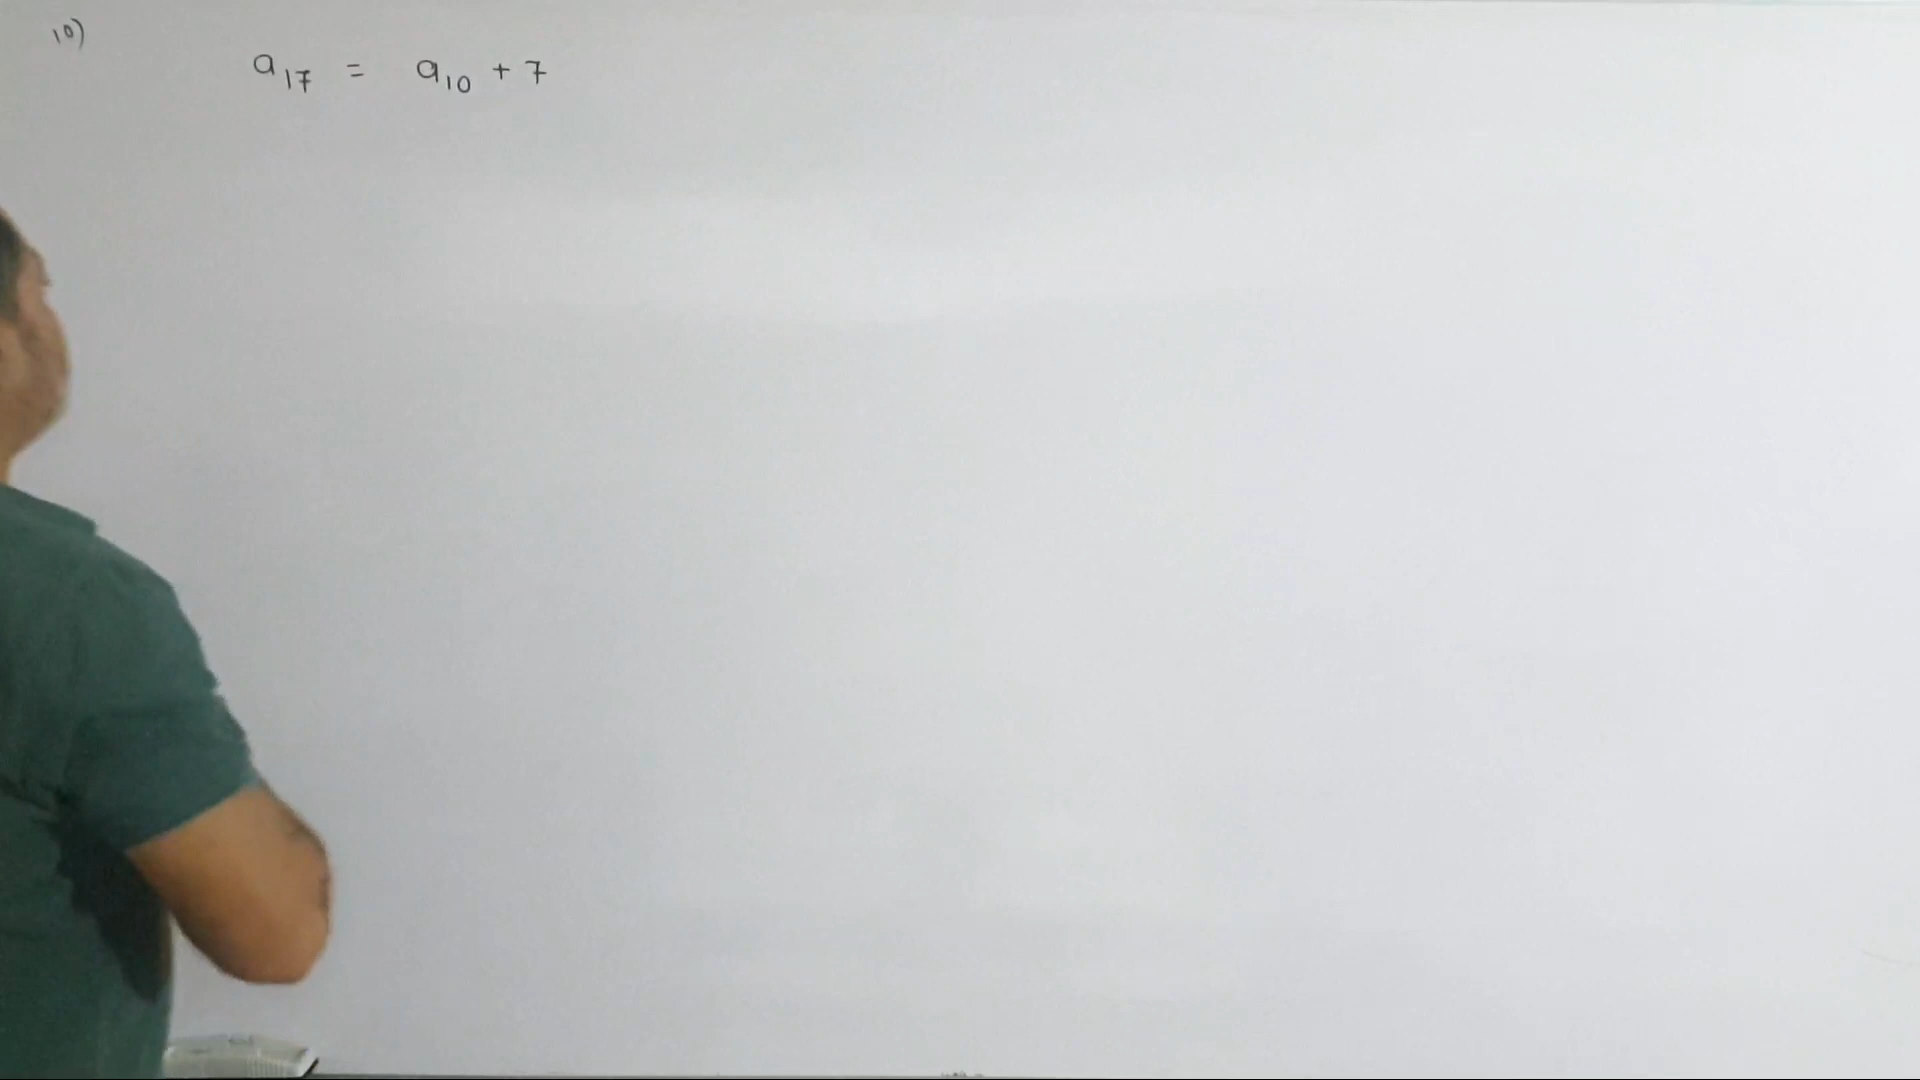 10)
a₁₇ = a₁₀ + 7